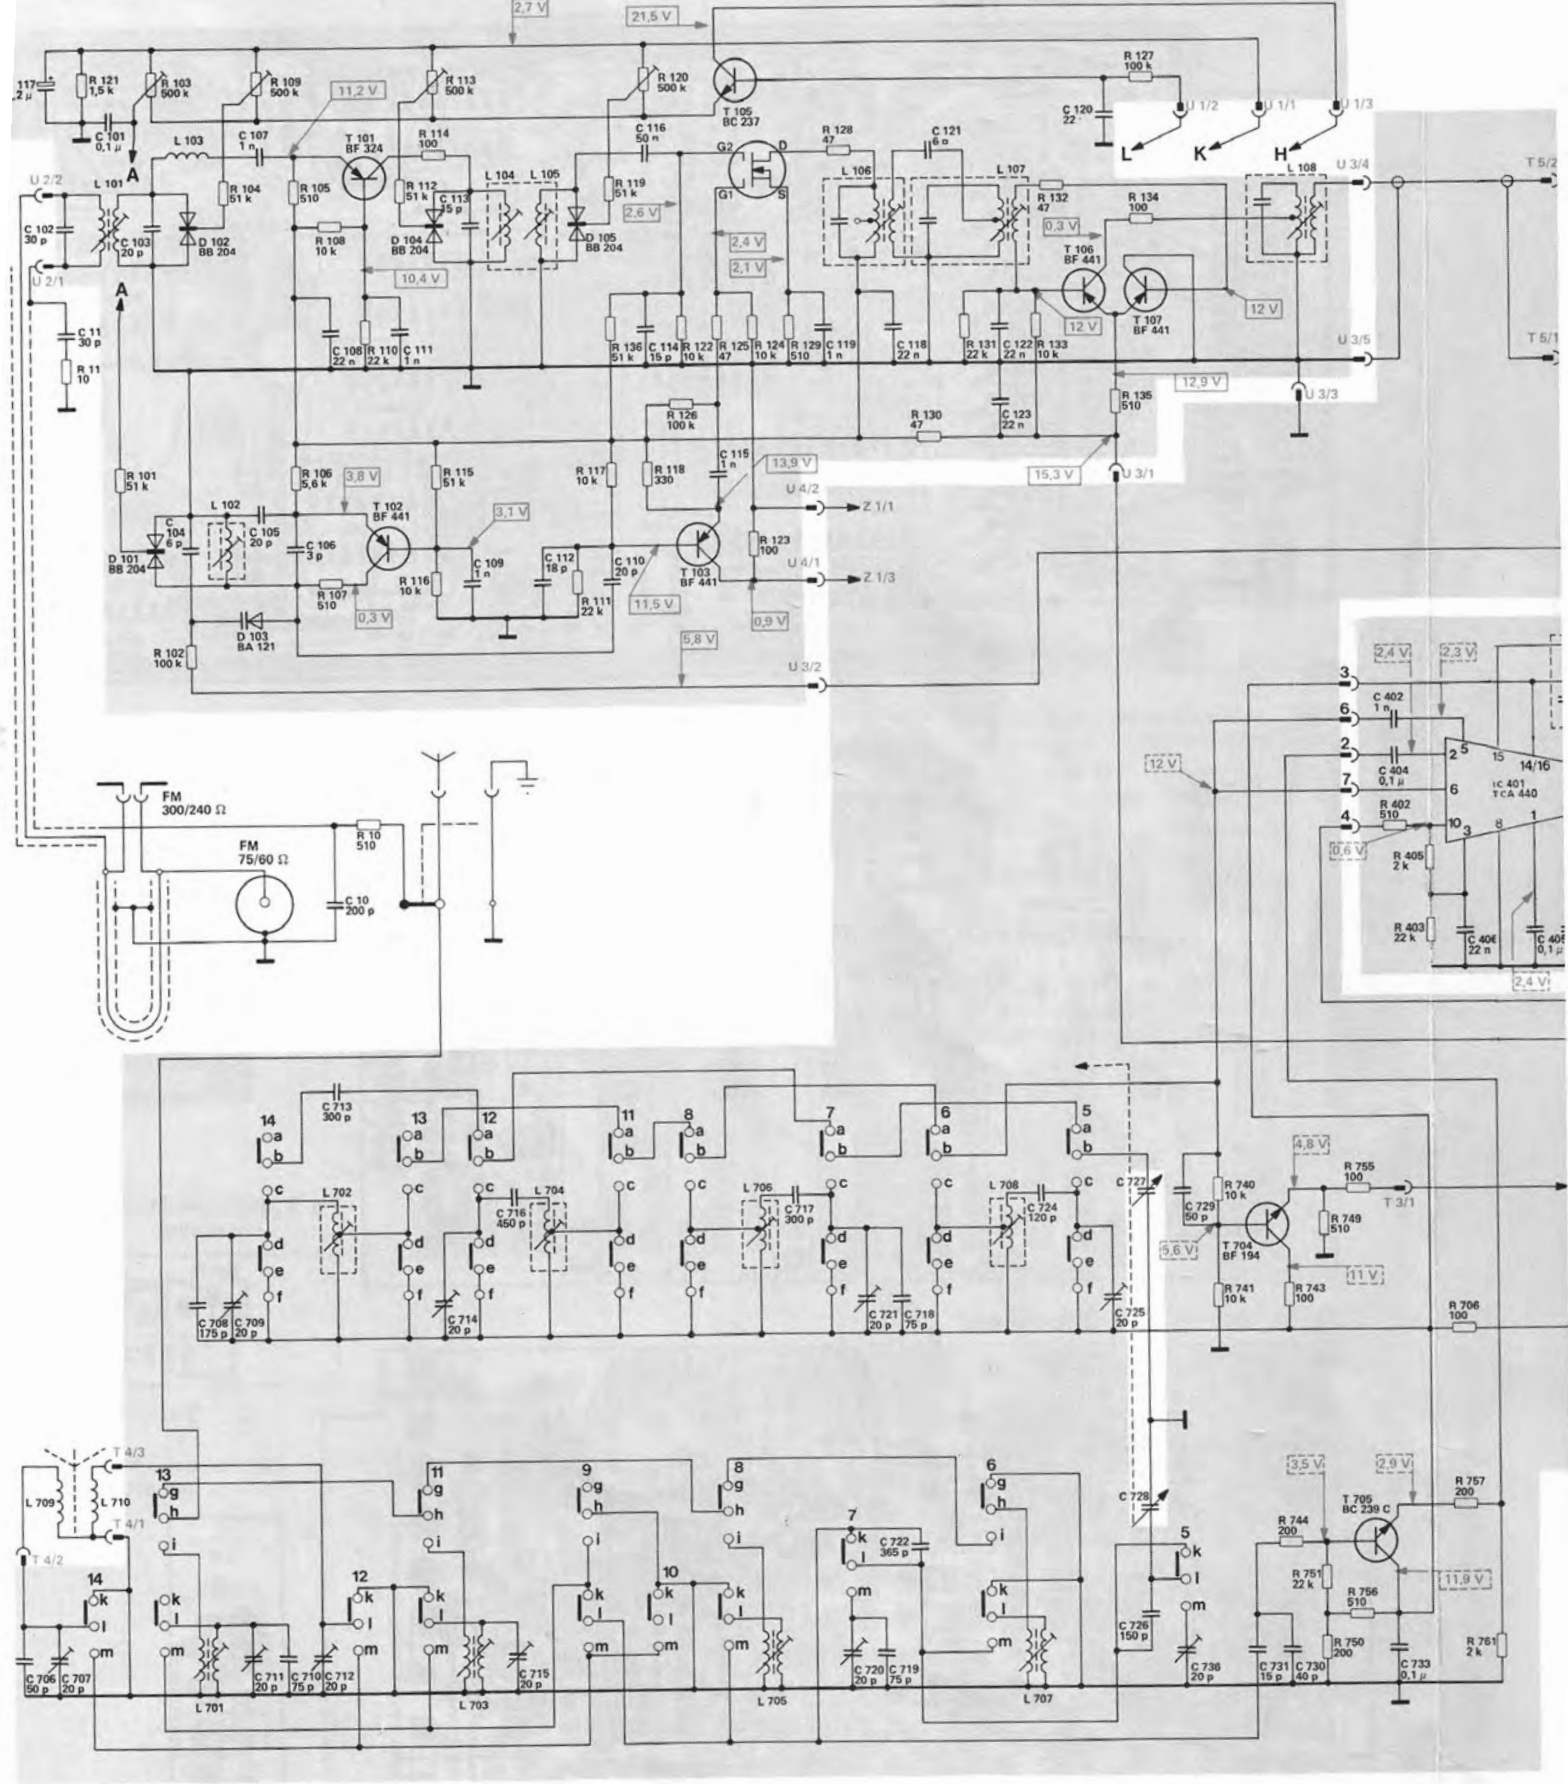 2,7 V
21,5 V
117
,2 µ
R 121
1,5 k
R 103
500 k
R 109
500 k
11,2 V
R 113
500 k
R 120
500 k
T 105
BC 237
R 127
100 k
C 120
22
U 1/2
U 1/1
U 1/3
C 101
0,1 µ
A
L 103
C 107
1 n
T 101
BF 324
R 114
100
C 116
50 n
R 128
47
C 121
6
L
K
H
U 3/4
T 5/2
U 2/2
L 101
R 104
51 k
R 105
510
R 112
51 k
C 113
15 p
L 104
L 105
R 119
51 k
G2
D
G1
S
L 106
L 107
R 132
47
R 134
100
L 108
C 102
30 p
C 103
20 p
D 102
BB 204
R 108
10 k
D 104
BB 204
D 105
BB 204
2,6 V
2,4 V
2,1 V
0,3 V
T 106
BF 441
U 2/1
10,4 V
A
12 V
T 107
BF 441
12 V
C 11
30 p
C 108
22 n
R 110
22 k
C 111
1 n
R 136
51 k
C 114
15 p
R 122
10 k
R 125
47
R 124
10 k
R 129
510
C 119
1 n
C 118
22 n
R 131
22 k
C 122
22 n
R 133
10 k
U 3/5
T 5/1
R 11
10
12,9 V
U 3/3
R 126
100 k
R 130
47
C 123
22 n
R 135
510
R 101
51 k
R 106
5,6 k
3,8 V
R 115
51 k
R 117
10 k
R 118
330
C 115
1 n
13,9 V
15,3 V
U 3/1
U 4/2
Z 1/1
L 102
C
104
6 p
C 105
20 p
T 102
BF 441
3,1 V
D 101
BB 204
C 106
3 p
C 109
1 n
C 112
18 p
C 110
20 p
T 103
BF 441
R 123
100
U 4/1
Z 1/3
R 107
510
R 116
10 k
R 111
22 k
0,3 V
11,5 V
0,9 V
D 103
BA 121
R 102
100 k
5,8 V
U 3/2
2,4 V
2,3 V
3
6
C 402
1 n
2
C 404
0,1 µ
7
4
R 402
510
2
5
15
14/16
6
IC 401
TCA 440
10
3
8
1
12 V
0,6 V
R 405
2 k
R 403
22 k
C 406
22 n
C 405
0,1 µ
2,4 V
FM
300/240 Ω
FM
75/60 Ω
R 10
510
C 10
200 p
14
a
b
c
d
e
f
C 713
300 p
13
a
b
c
d
e
f
12
a
b
c
d
e
f
11
a
b
c
d
e
f
8
a
b
c
d
e
f
7
a
b
c
d
e
f
6
a
b
c
d
e
f
5
a
b
c
d
e
f
L 702
C 716
450 p
L 704
L 706
C 717
300 p
L 708
C 724
120 p
C 727
C 708
175 p
C 709
20 p
C 714
20 p
C 721
20 p
C 718
75 p
C 725
20 p
4,8 V
C 729
50 p
R 740
10 k
R 755
100
T 3/1
R 749
510
T 704
BF 194
5,6 V
11 V
R 741
10 k
R 743
100
R 706
100
T 4/3
L 709
L 710
T 4/1
T 4/2
13
g
h
i
k
l
m
11
g
h
i
k
l
m
9
g
h
i
k
l
m
8
g
h
i
k
l
m
6
g
h
i
k
l
m
14
k
l
m
12
k
l
m
10
k
l
m
7
k
l
m
C 722
365 p
5
k
l
m
C 728
C 726
150 p
C 706
50 p
C 707
20 p
L 701
C 711
20 p
C 710
75 p
C 712
20 p
L 703
C 715
20 p
L 705
C 720
20 p
C 719
75 p
L 707
C 736
20 p
3,5 V
2,9 V
R 757
200
T 705
BC 239 C
R 744
200
R 751
22 k
R 756
510
11,9 V
C 731
15 p
C 730
40 p
R 750
200
C 733
0,1 µ
R 761
2 k